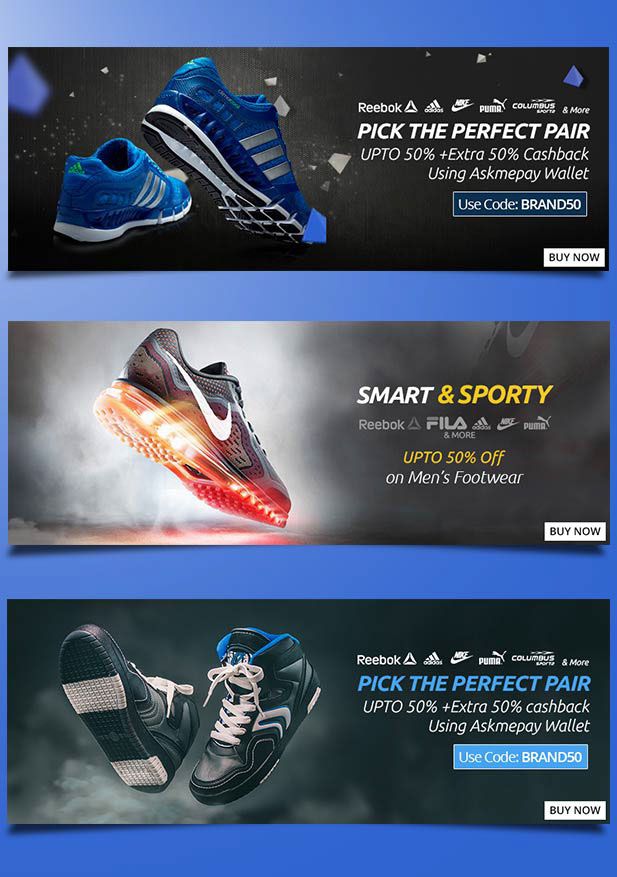 Reebok adidas NIKE PUMA COLUMBUS SPORTS & More
PICK THE PERFECT PAIR
UPTO 50% +Extra 50% Cashback
Using Askmepay Wallet
Use Code: BRAND50
BUY NOW
SMART & SPORTY
Reebok FILA adidas NIKE PUMA
& MORE
UPTO 50% Off
on Men's Footwear
BUY NOW
Reebok adidas NIKE PUMA COLUMBUS SPORTS & More
PICK THE PERFECT PAIR
UPTO 50% +Extra 50% cashback
Using Askmepay Wallet
Use Code: BRAND50
BUY NOW